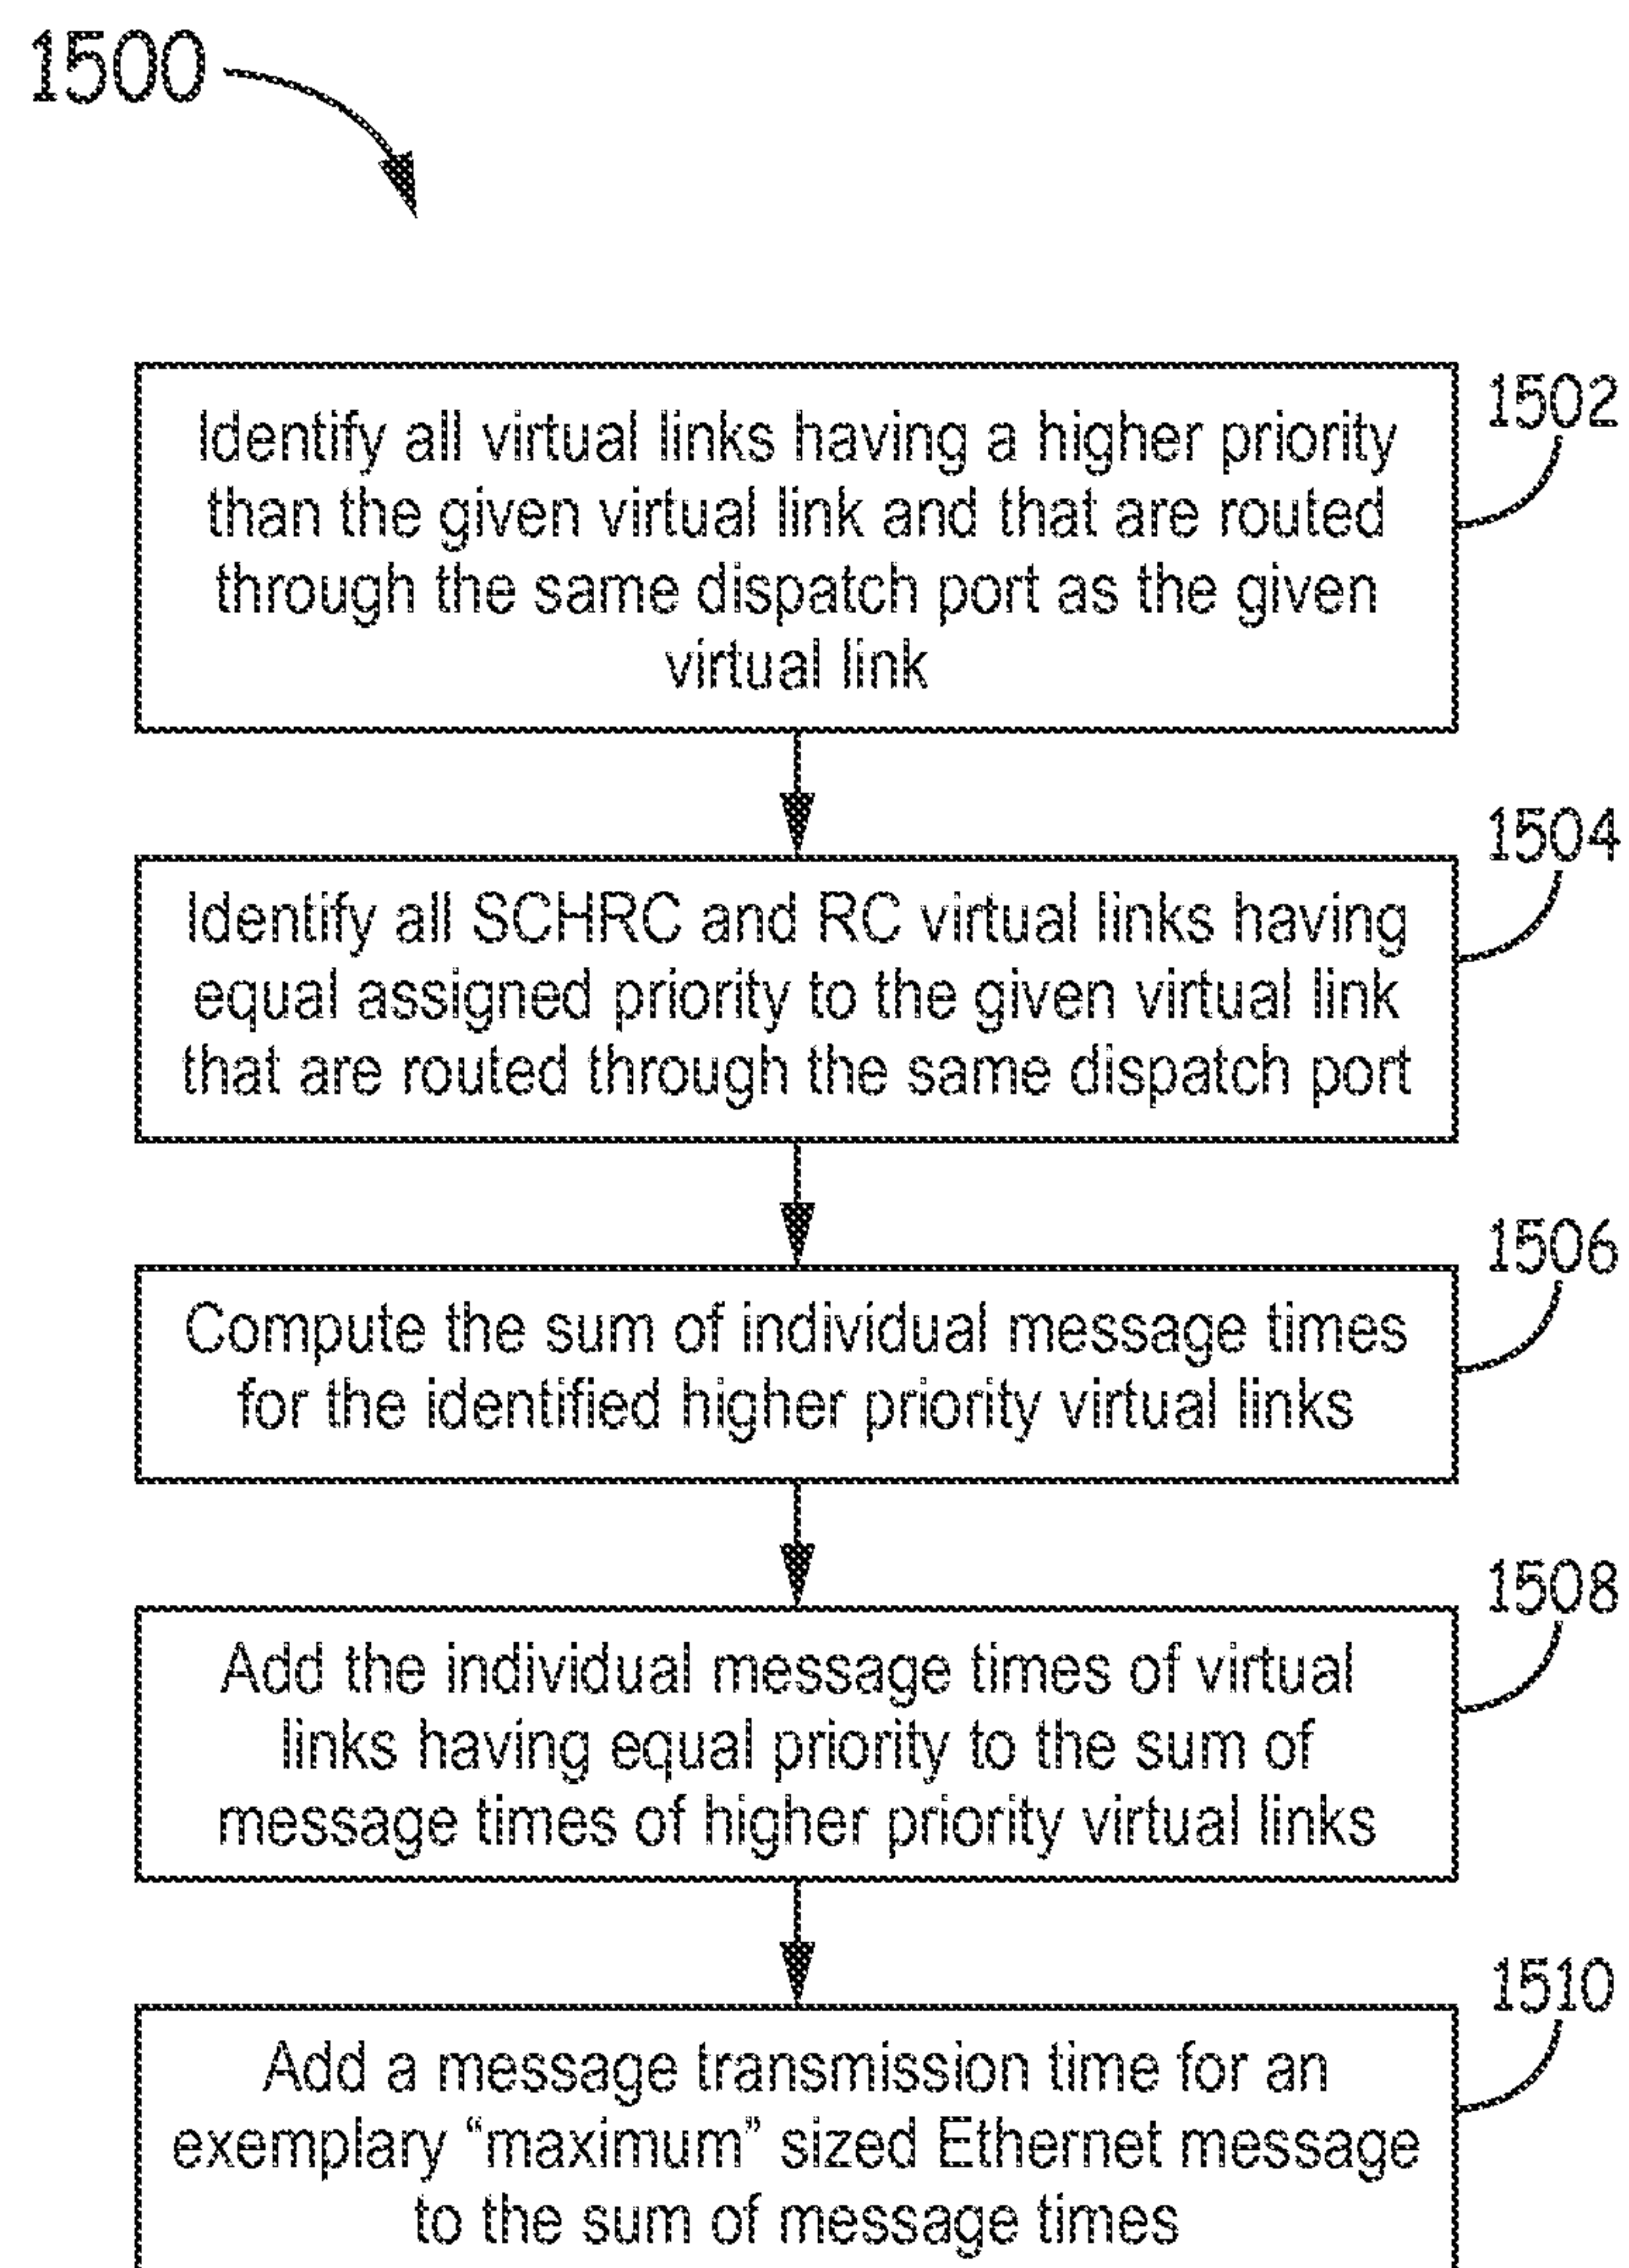 1500
1502
Identify all virtual links having a higher priority
than the given virtual link and that are routed
through the same dispatch port as the given
virtual link
1504
Identify all SCHRC and RC virtual links having
equal assigned priority to the given virtual link
that are routed through the same dispatch port
1506
Compute the sum of individual message times
for the identified higher priority virtual links
1508
Add the individual message times of virtual
links having equal priority to the sum of
message times of higher priority virtual links
1510
Add a message transmission time for an
exemplary “maximum” sized Ethernet message
to the sum of message times